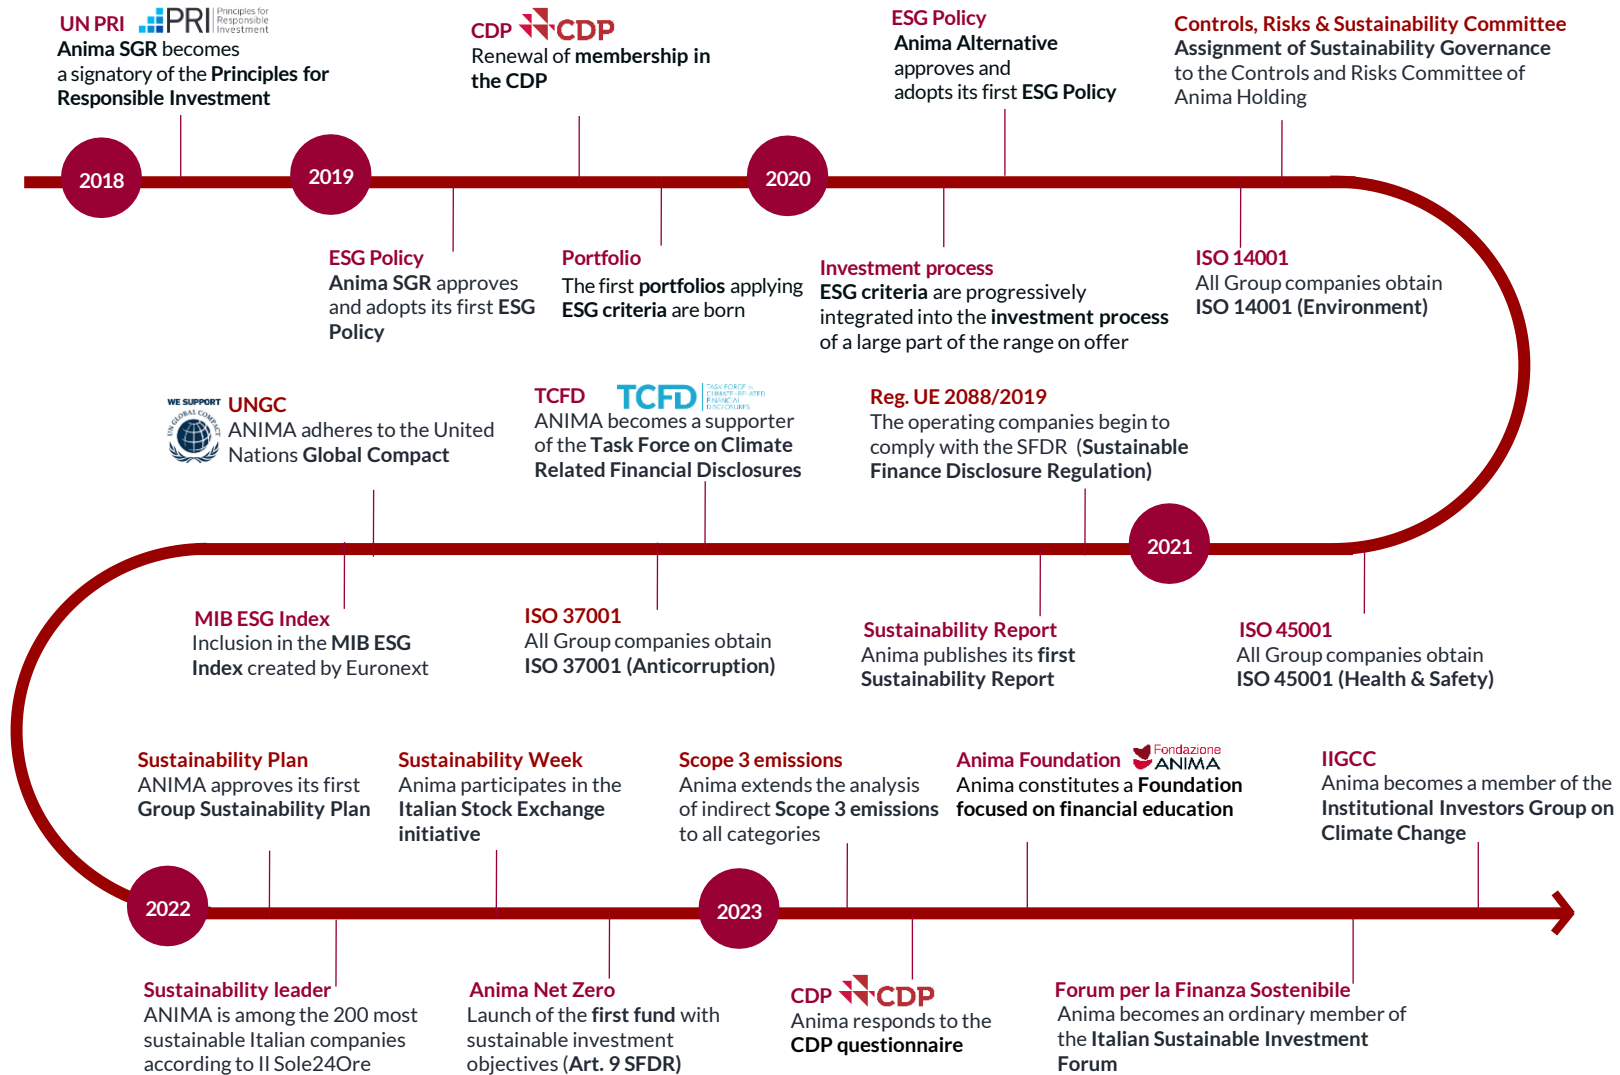 UN PRI
PRI
Principles for
Responsible
Investment
Anima SGR becomes
a signatory of the Principles for
Responsible Investment
CDP
CDP
Renewal of membership in
the CDP
ESG Policy
Anima Alternative
approves and
adopts its first ESG Policy
Controls, Risks & Sustainability Committee
Assignment of Sustainability Governance
to the Controls and Risks Committee of
Anima Holding
2018
2019
2020
ESG Policy
Anima SGR approves
and adopts its first ESG
Policy
Portfolio
The first portfolios applying
ESG criteria are born
Investment process
ESG criteria are progressively
integrated into the investment process
of a large part of the range on offer
ISO 14001
All Group companies obtain
ISO 14001 (Environment)
WE SUPPORT
UN GLOBAL COMPACT
UNGC
ANIMA adheres to the United
Nations Global Compact
TCFD
TCFD
TASK FORCE ON
CLIMATE-RELATED
FINANCIAL
DISCLOSURES
ANIMA becomes a supporter
of the Task Force on Climate
Related Financial Disclosures
Reg. UE 2088/2019
The operating companies begin to
comply with the SFDR (Sustainable
Finance Disclosure Regulation)
2021
MIB ESG Index
Inclusion in the MIB ESG
Index created by Euronext
ISO 37001
All Group companies obtain
ISO 37001 (Anticorruption)
Sustainability Report
Anima publishes its first
Sustainability Report
ISO 45001
All Group companies obtain
ISO 45001 (Health & Safety)
Sustainability Plan
ANIMA approves its first
Group Sustainability Plan
Sustainability Week
Anima participates in the
Italian Stock Exchange
initiative
Scope 3 emissions
Anima extends the analysis
of indirect Scope 3 emissions
to all categories
Anima Foundation
Fondazione
ANIMA
Anima constitutes a Foundation
focused on financial education
IIGCC
Anima becomes a member of the
Institutional Investors Group on
Climate Change
2022
2023
Sustainability leader
ANIMA is among the 200 most
sustainable Italian companies
according to Il Sole24Ore
Anima Net Zero
Launch of the first fund with
sustainable investment
objectives (Art. 9 SFDR)
CDP
CDP
Anima responds to the
CDP questionnaire
Forum per la Finanza Sostenibile
Anima becomes an ordinary member of
the Italian Sustainable Investment
Forum